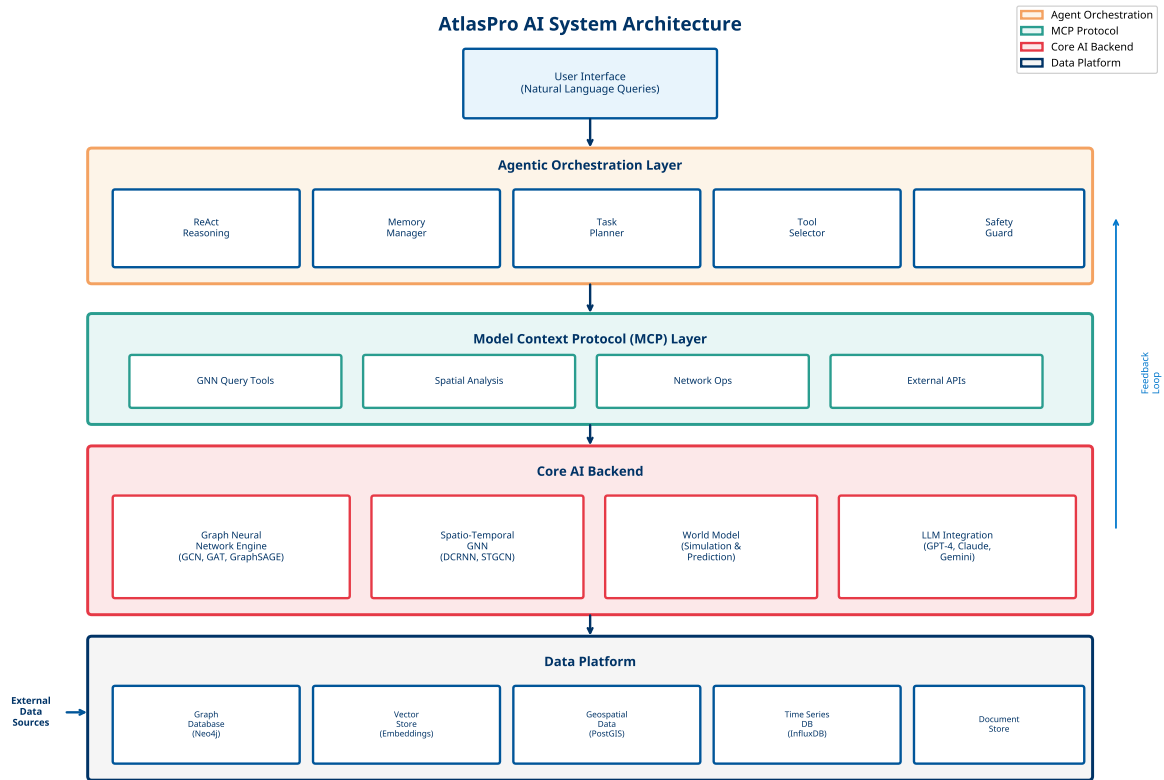 AtlasPro AI System Architecture
Agent Orchestration
MCP Protocol
Core AI Backend
Data Platform
User Interface
(Natural Language Queries)
Agentic Orchestration Layer
ReAct
Reasoning
Memory
Manager
Task
Planner
Tool
Selector
Safety
Guard
Model Context Protocol (MCP) Layer
GNN Query Tools
Spatial Analysis
Network Ops
External APIs
Feedback
Loop
Core AI Backend
Graph Neural
Network Engine
(GCN, GAT, GraphSAGE)
Spatio-Temporal
GNN
(DCRNN, STGCN)
World Model
(Simulation &
Prediction)
LLM Integration
(GPT-4, Claude,
Gemini)
Data Platform
External
Data
Sources
Graph
Database
(Neo4j)
Vector
Store
(Embeddings)
Geospatial
Data
(PostGIS)
Time Series
DB
(InfluxDB)
Document
Store